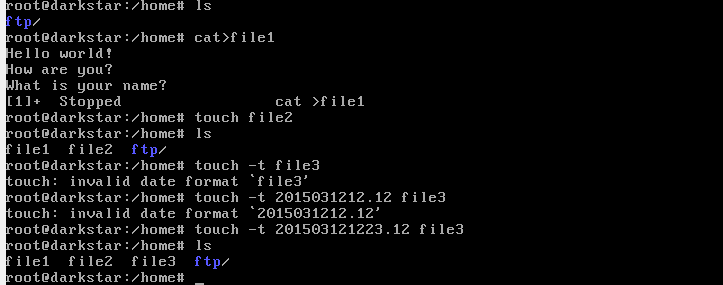 root@darkstar:/home# ls
ftp/
root@darkstar:/home# cat>file1
Hello world!
How are you?
What is your name?
[1]+  Stopped                 cat >file1
root@darkstar:/home# touch file2
root@darkstar:/home# ls
file1  file2  ftp/
root@darkstar:/home# touch -t file3
touch: invalid date format `file3'
root@darkstar:/home# touch -t 2015031212.12 file3
touch: invalid date format `2015031212.12'
root@darkstar:/home# touch -t 201503121223.12 file3
root@darkstar:/home# ls
file1  file2  file3  ftp/
root@darkstar:/home# _